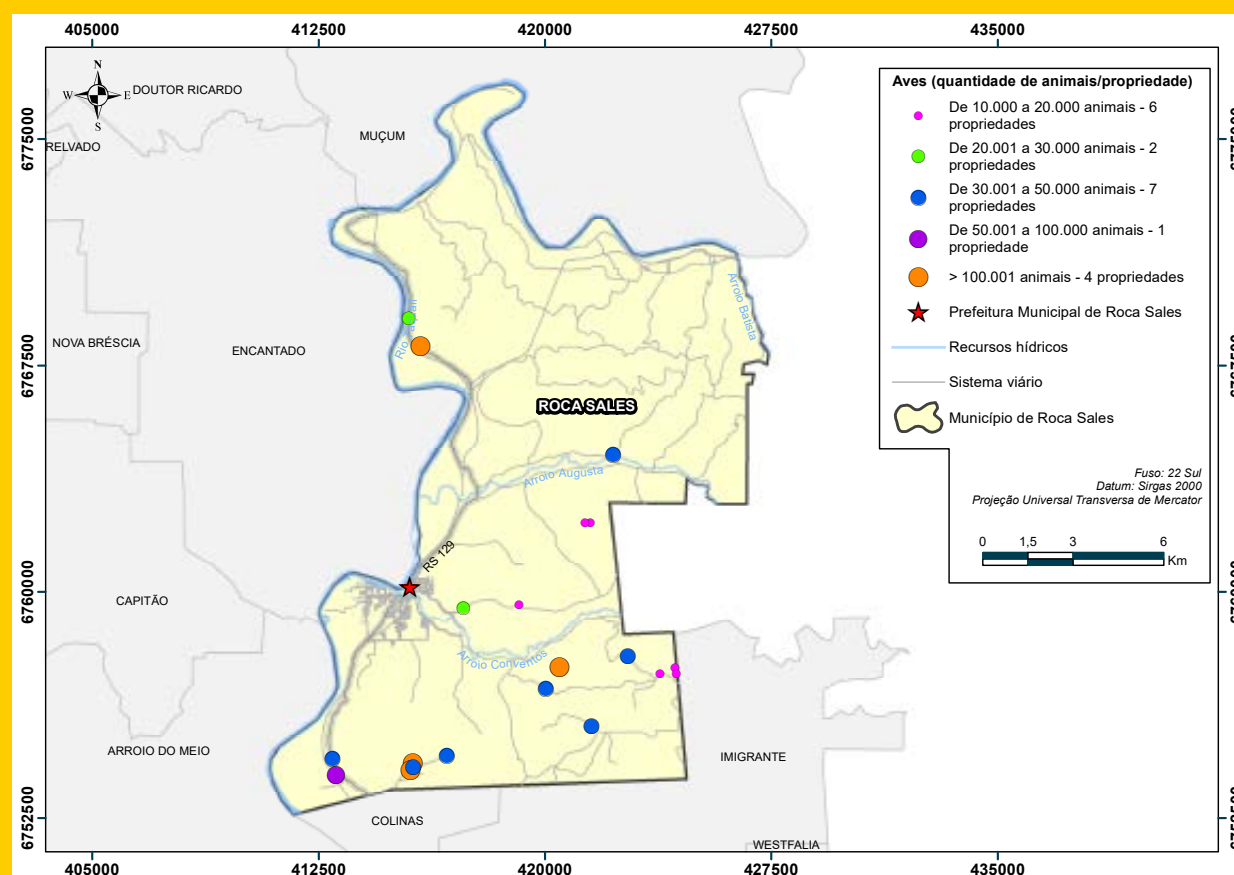 405000 412500 420000 427500 435000
N
W E
S
DOUTOR RICARDO
MUÇUM
RELVADO
6775000 6775000
Aves (quantidade de animais/propriedade)
De 10.000 a 20.000 animais - 6
propriedades
De 20.001 a 30.000 animais - 2
propriedades
De 30.001 a 50.000 animais - 7
propriedades
De 50.001 a 100.000 animais - 1
propriedade
> 100.001 animais - 4 propriedades
Prefeitura Municipal de Roca Sales
Recursos hídricos
Sistema viário
Município de Roca Sales
Fuso: 22 Sul
Datum: Sirgas 2000
Projeção Universal Transversa de Mercator
0 1,5 3 6
Km
Arroio Batista
Rio
NOVA BRÉSCIA
ENCANTADO
6767500 6767500
ROCA SALES
Arroio Augusta
RS 129
6760000 6760000
CAPITÃO
Arroio Conventos
ARROIO DO MEIO
IMIGRANTE
6752500 6752500
COLINAS
WESTFALIA
405000 412500 420000 427500 435000